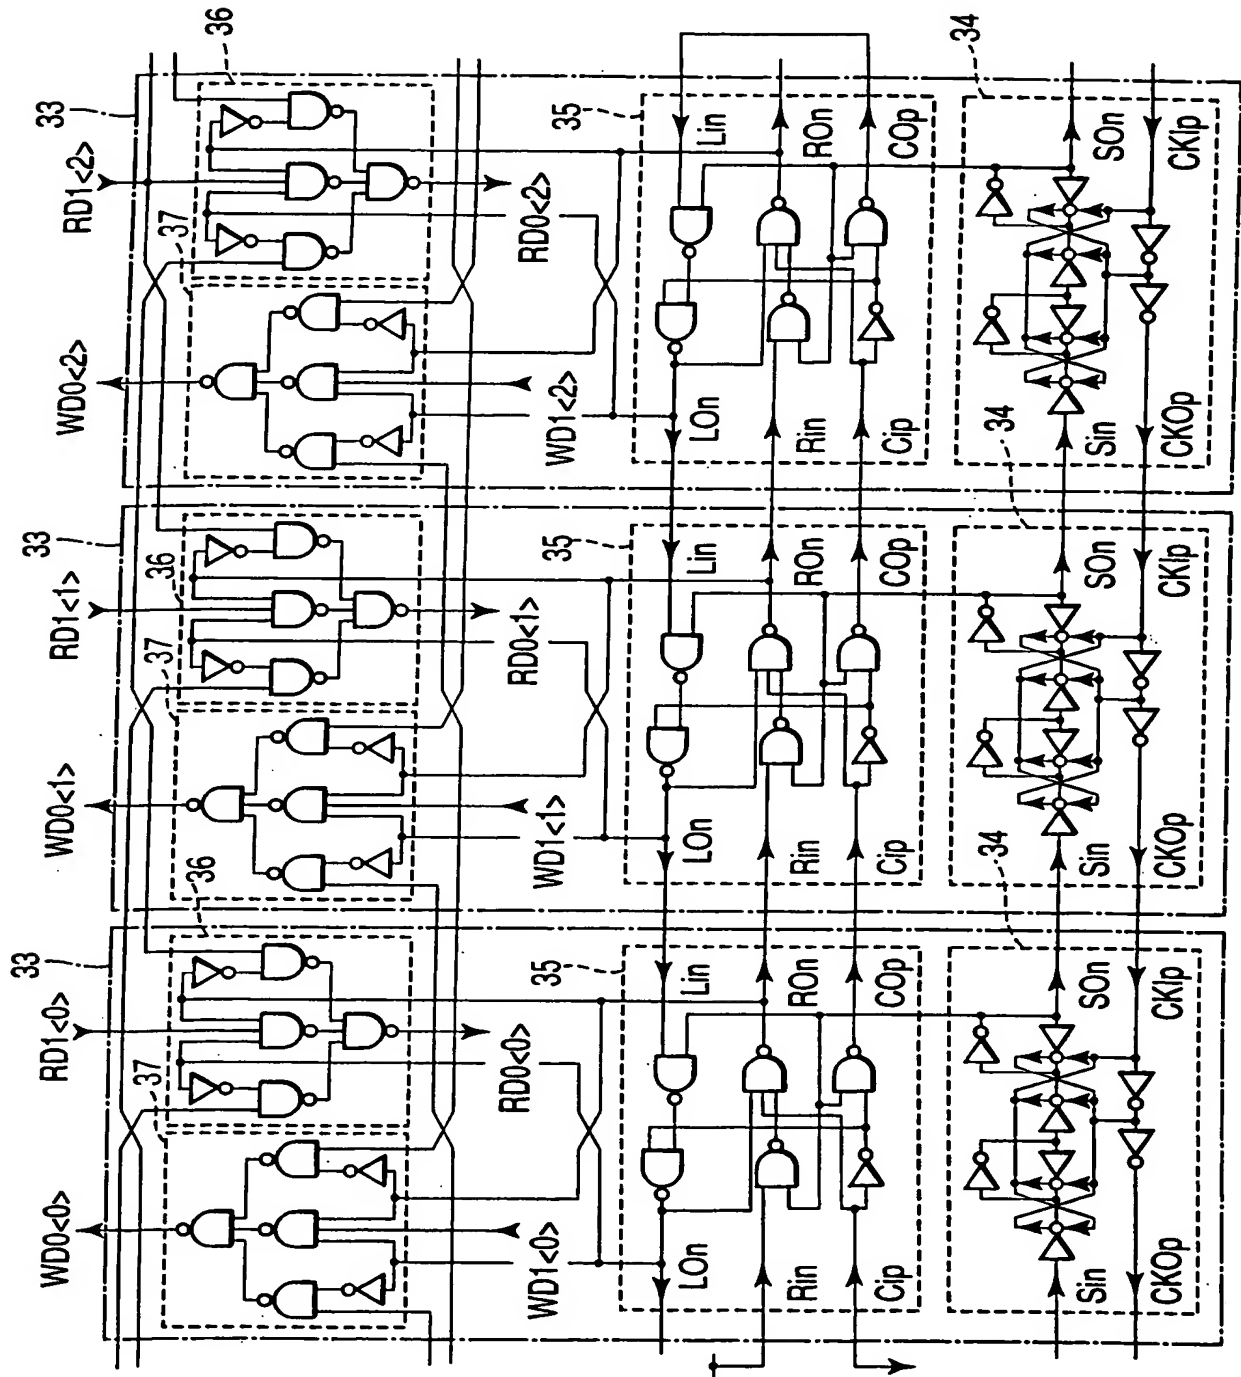 WD0<0>
RD1<0>
33
WD0<1>
RD1<1>
33
WD0<2>
RD1<2>
33
37
36
37
36
37
36
WD1<0>
RD0<0>
WD1<1>
RD0<1>
WD1<2>
RD0<2>
35
35
35
LOn
Lin
LOn
Lin
LOn
Lin
Rin
ROn
Rin
ROn
Rin
ROn
Cip
COp
Cip
COp
Cip
COp
34
34
34
Sin
SOn
Sin
SOn
Sin
SOn
CKOp
CKIp
CKOp
CKIp
CKOp
CKIp